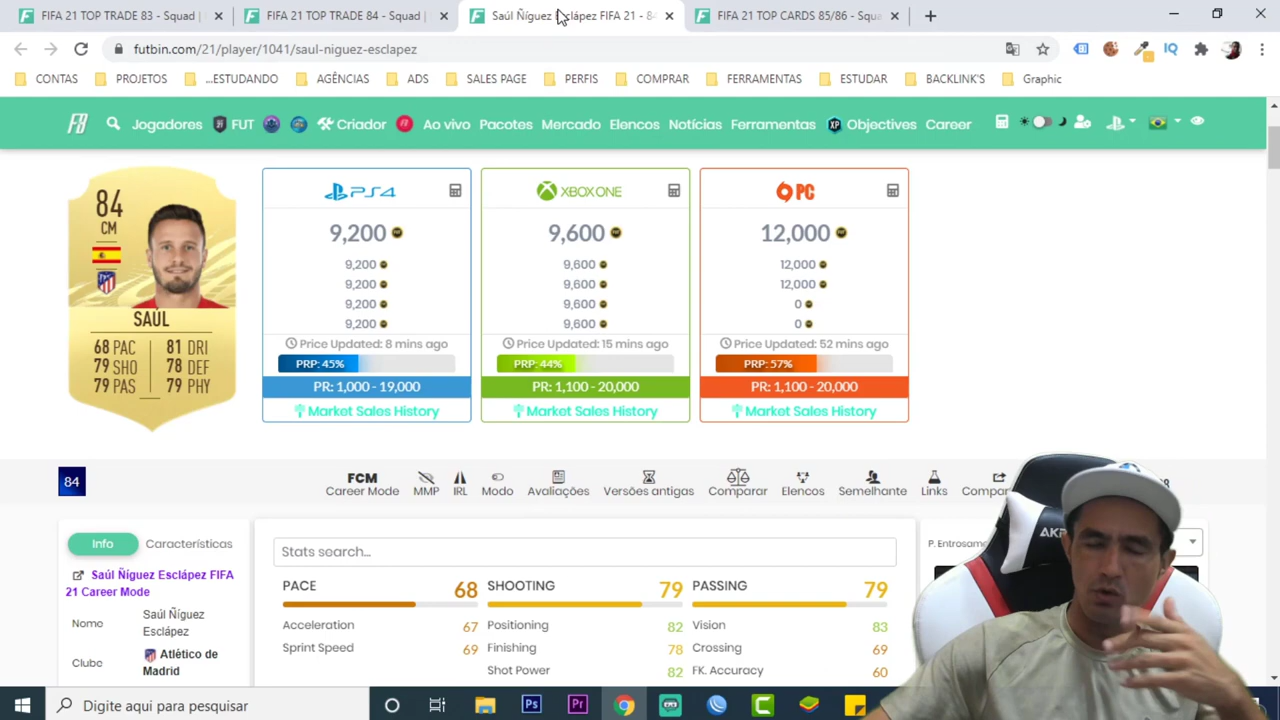 FIFA 21 TOP TRADE 83 - Squad
FIFA 21 TOP TRADE 84 - Squad
Saúl Ñíguez Esclápez FIFA 21 - 84
FIFA 21 TOP CARDS 85/86 - Squa
futbin.com/21/player/1041/saul-niguez-esclapez
CONTAS PROJETOS ...ESTUDANDO AGÊNCIAS ADS SALES PAGE PERFIS COMPRAR FERRAMENTAS ESTUDAR BACKLINK'S Graphic
Jogadores FUT Criador Ao vivo Pacotes Mercado Elencos Notícias Ferramentas XP Objectives Career
84
CM
SAÚL
68 PAC 81 DRI
79 SHO 78 DEF
79 PAS 79 PHY
PS4
9,200
9,200
9,200
9,200
9,200
Price Updated: 8 mins ago
PRP: 45%
PR: 1,000 - 19,000
Market Sales History
XBOX ONE
9,600
9,600
9,600
9,600
9,600
Price Updated: 15 mins ago
PRP: 44%
PR: 1,100 - 20,000
Market Sales History
PC
12,000
12,000
12,000
0
0
Price Updated: 52 mins ago
PRP: 57%
PR: 1,100 - 20,000
Market Sales History
84
FCM
Career Mode MMP IRL Modo Avaliações Versões antigas Comparar Elencos Semelhante Links Compar
Info Características
Saúl Ñíguez Esclápez FIFA
21 Career Mode
Nome Saúl Ñíguez
Esclápez
Clube Atlético de
Madrid
Stats search...
PACE 68
Acceleration 67
Sprint Speed 69
SHOOTING 79
Positioning 82
Finishing 78
Shot Power 82
PASSING 79
Vision 83
Crossing 69
FK. Accuracy 60
P. Entrosam
AKR
Digite aqui para pesquisar